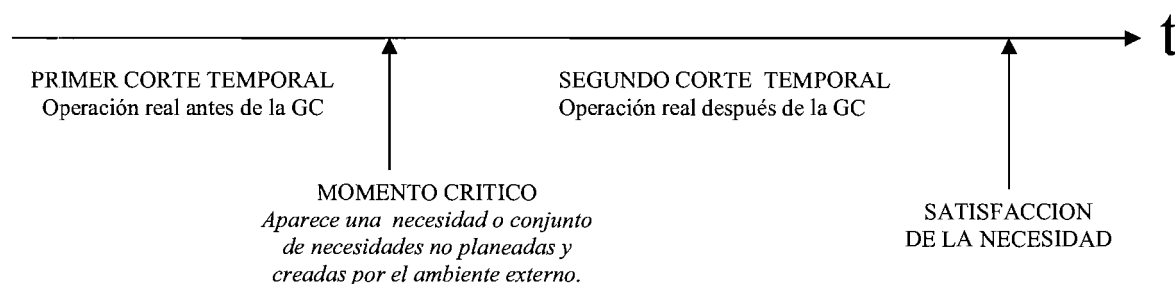 t
PRIMER CORTE TEMPORAL
Operación real antes de la GC
SEGUNDO CORTE TEMPORAL
Operación real después de la GC
MOMENTO CRITICO
Aparece una necesidad o conjunto
de necesidades no planeadas y
creadas por el ambiente externo.
SATISFACCION
DE LA NECESIDAD